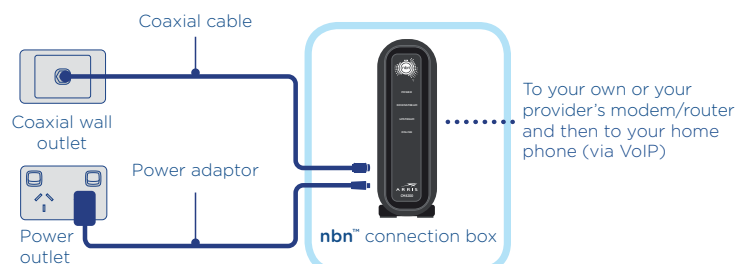 Coaxial cable
Coaxial wall
outlet
Power adaptor
Power
outlet
ARRIS
nbn™ connection box
To your own or your
provider's modem/router
and then to your home
phone (via VoIP)